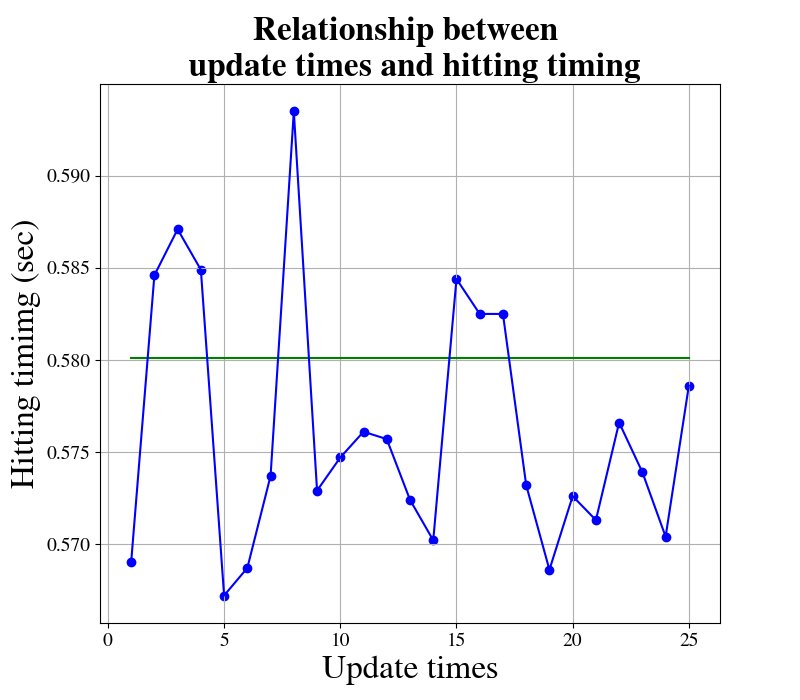 Relationship between
update times and hitting timing
Hitting timimg (sec)
0.590
0.585
0.580
0.575
0.570
0 5 10 15 20 25
Update times